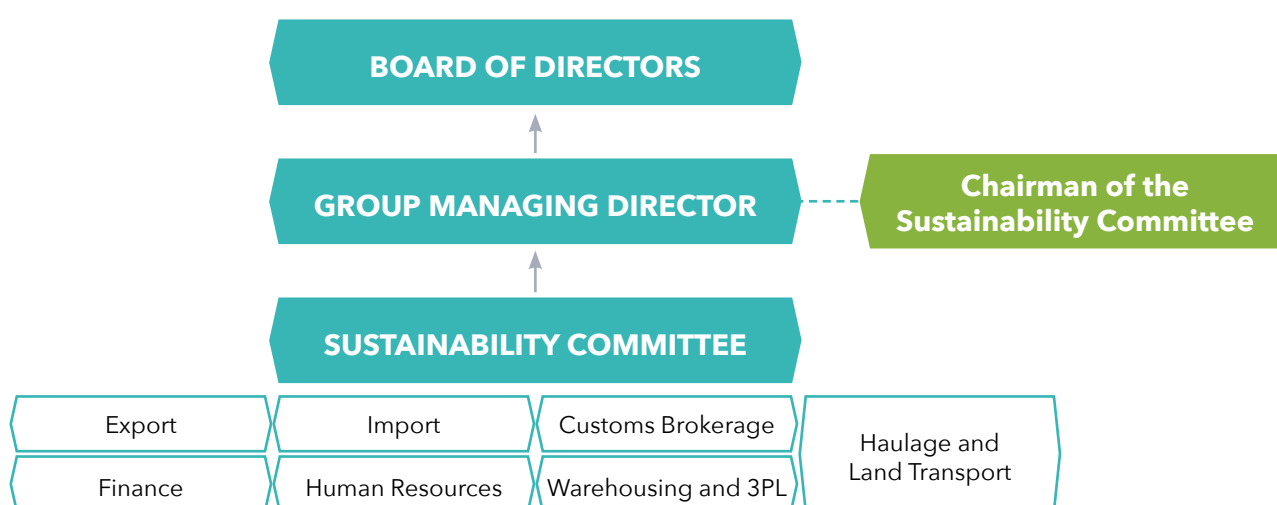 BOARD OF DIRECTORS
GROUP MANAGING DIRECTOR
Chairman of the
Sustainability Committee
SUSTAINABILITY COMMITTEE
Export
Import
Customs Brokerage
Haulage and
Land Transport
Finance
Human Resources
Warehousing and 3PL